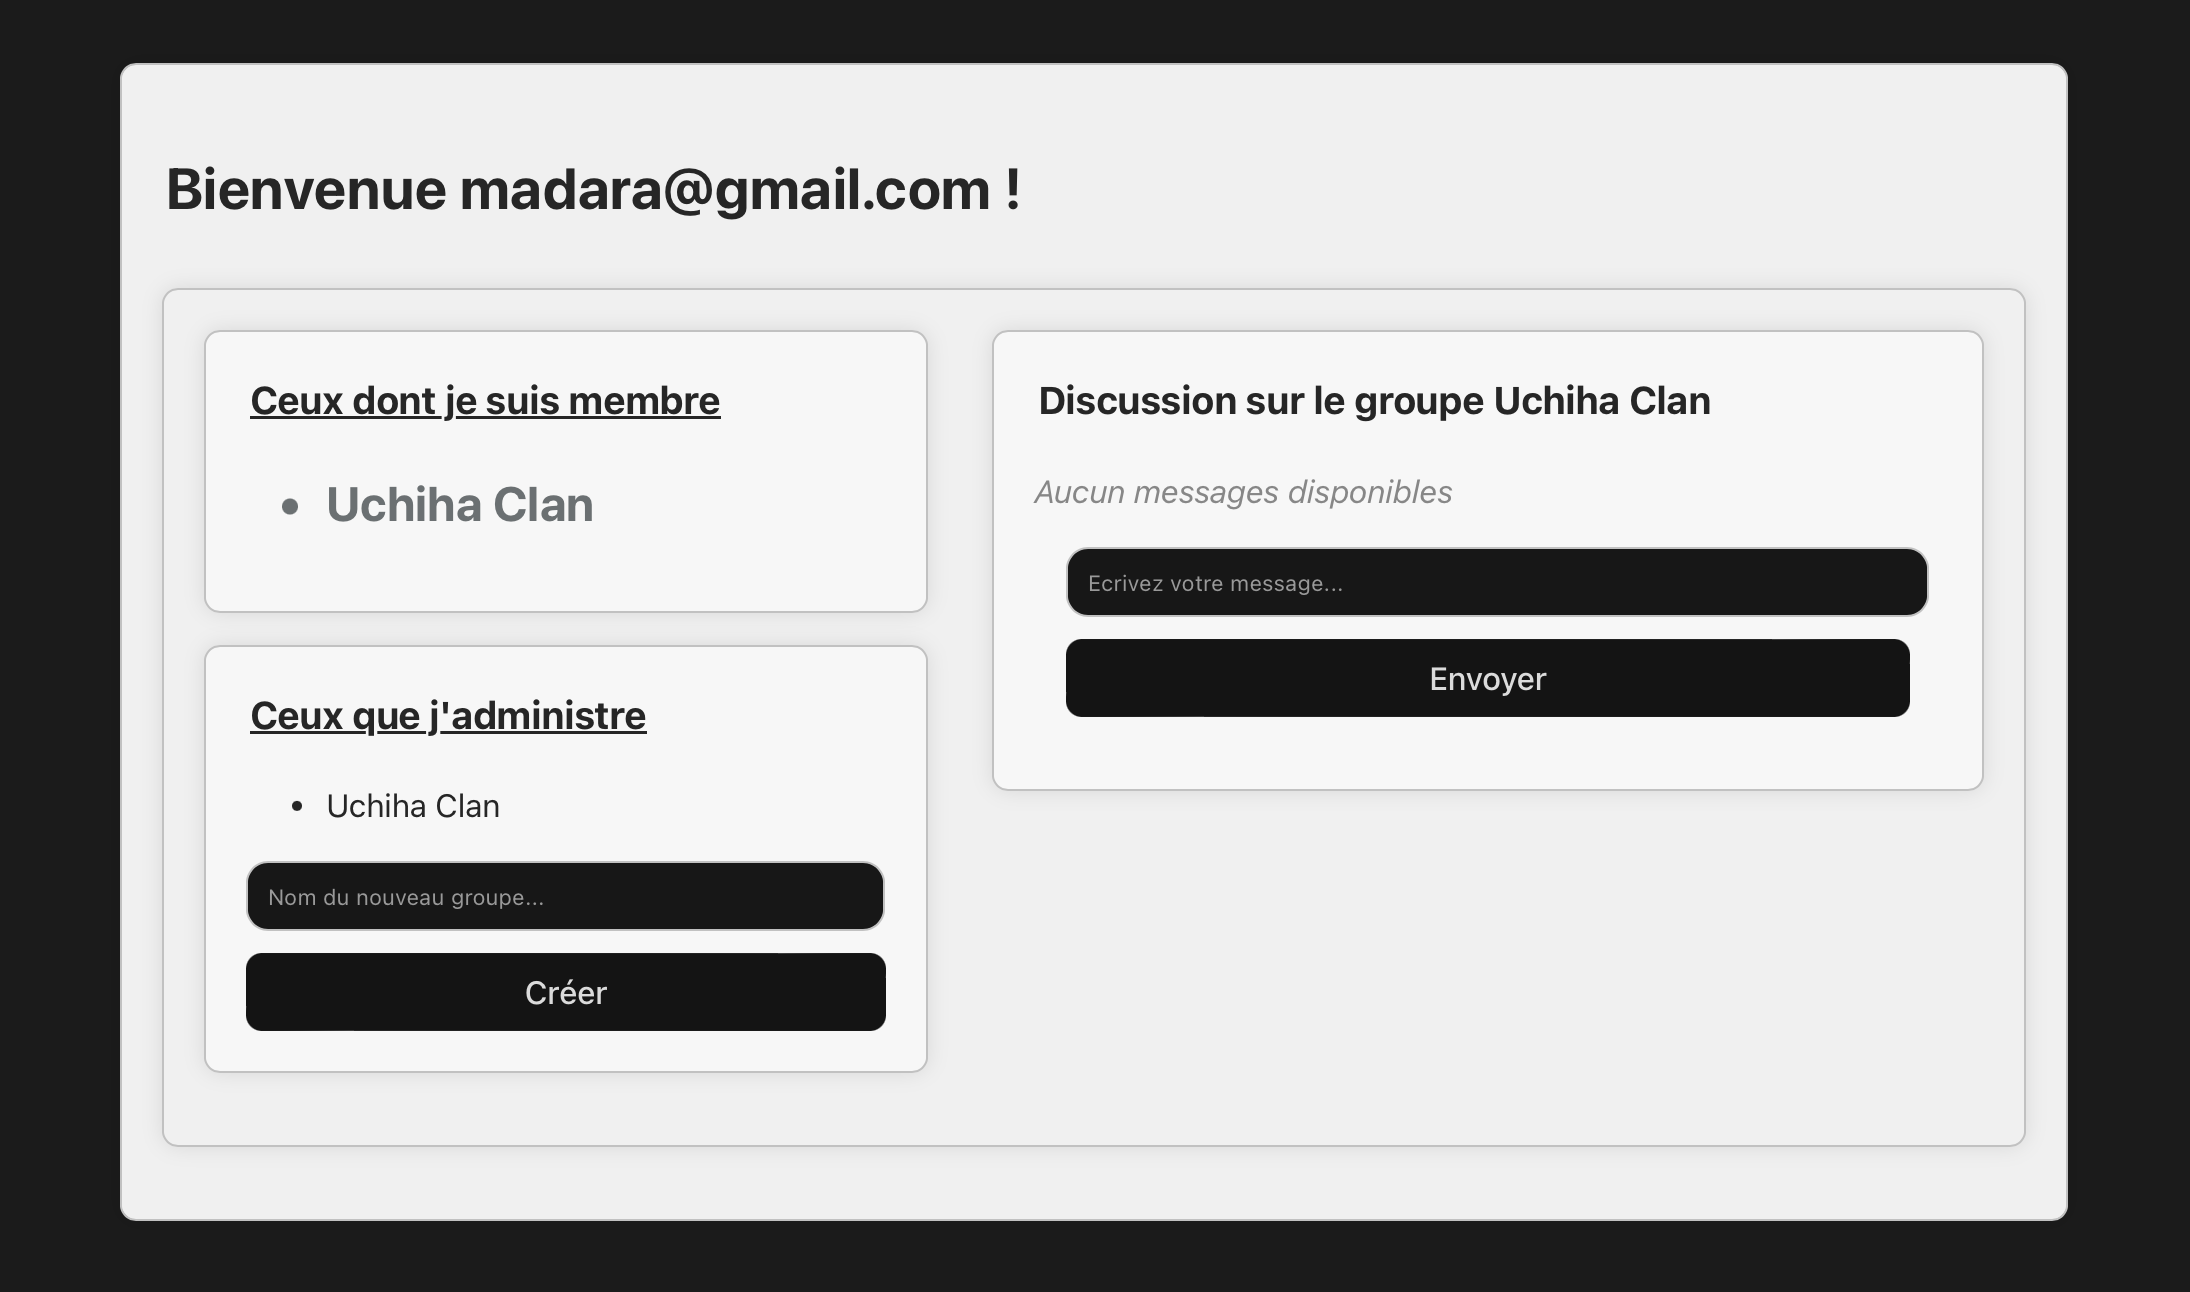 Bienvenue madara@gmail.com !
Ceux dont je suis membre
• Uchiha Clan
Ceux que j'administre
• Uchiha Clan
Nom du nouveau groupe...
Créer
Discussion sur le groupe Uchiha Clan
Aucun messages disponibles
Ecrivez votre message...
Envoyer